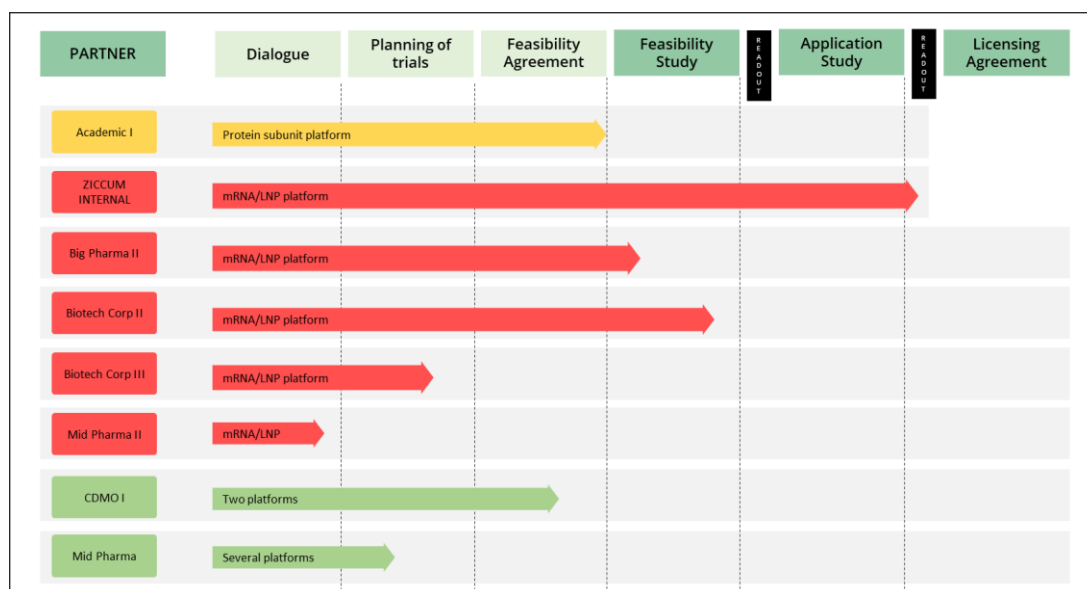 PARTNER
Dialogue
Planning of
trials
Feasibility
Agreement
Feasibility
Study
READOUT
Application
Study
READOUT
Licensing
Agreement
Academic I
Protein subunit platform
ZICCUM
INTERNAL
mRNA/LNP platform
Big Pharma II
mRNA/LNP platform
Biotech Corp II
mRNA/LNP platform
Biotech Corp III
mRNA/LNP platform
Mid Pharma II
mRNA/LNP
CDMO I
Two platforms
Mid Pharma
Several platforms